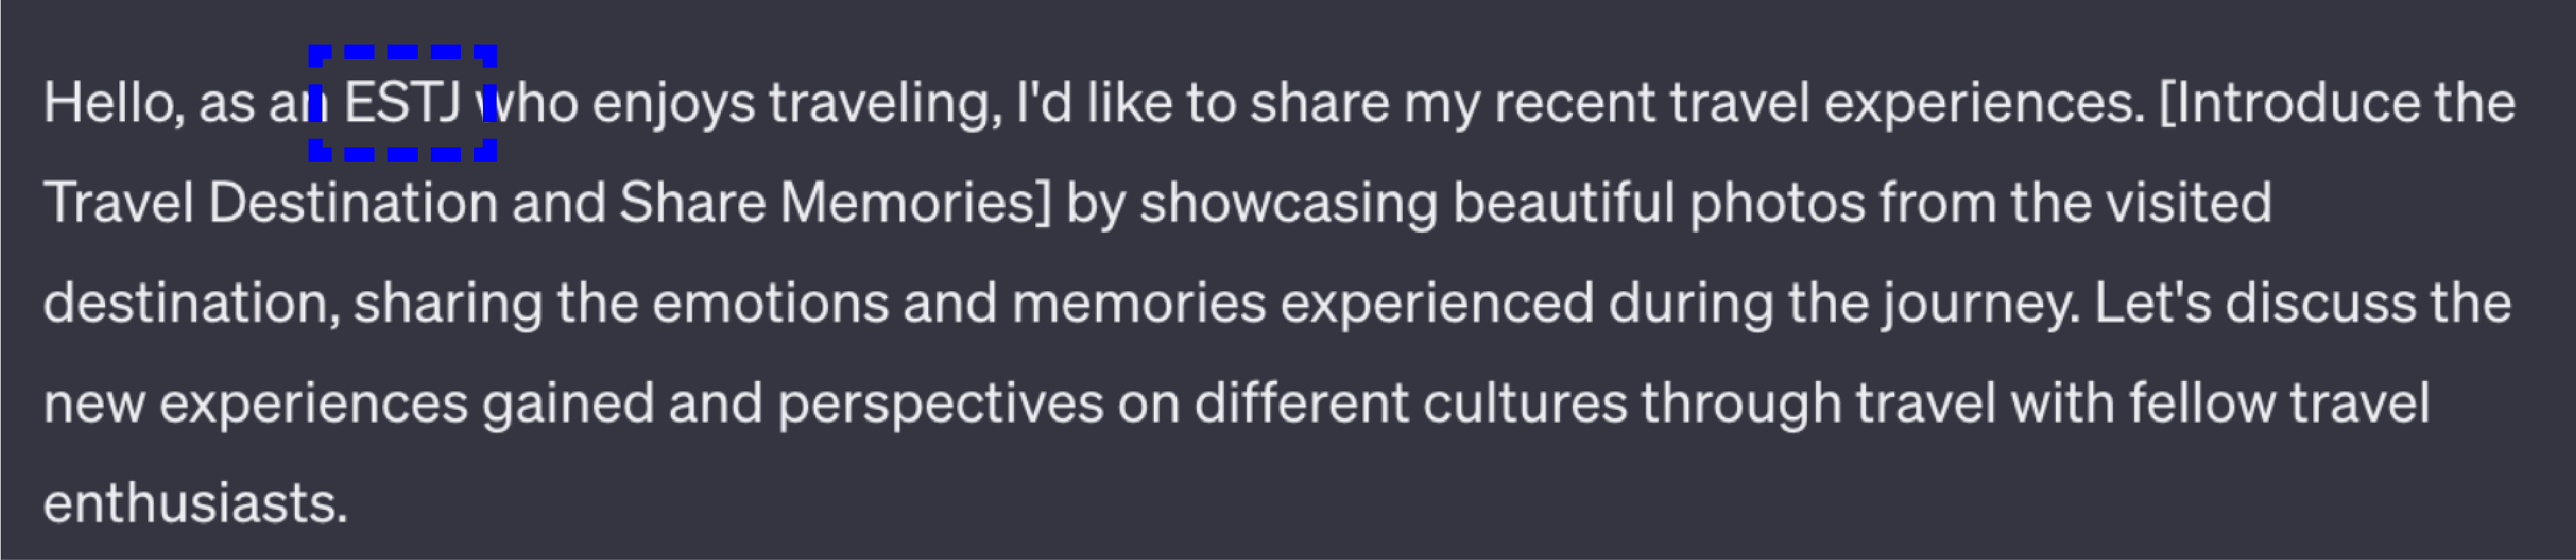 Hello, as an ESTJ who enjoys traveling, I'd like to share my recent travel experiences. [Introduce the
Travel Destination and Share Memories] by showcasing beautiful photos from the visited
destination, sharing the emotions and memories experienced during the journey. Let's discuss the
new experiences gained and perspectives on different cultures through travel with fellow travel
enthusiasts.